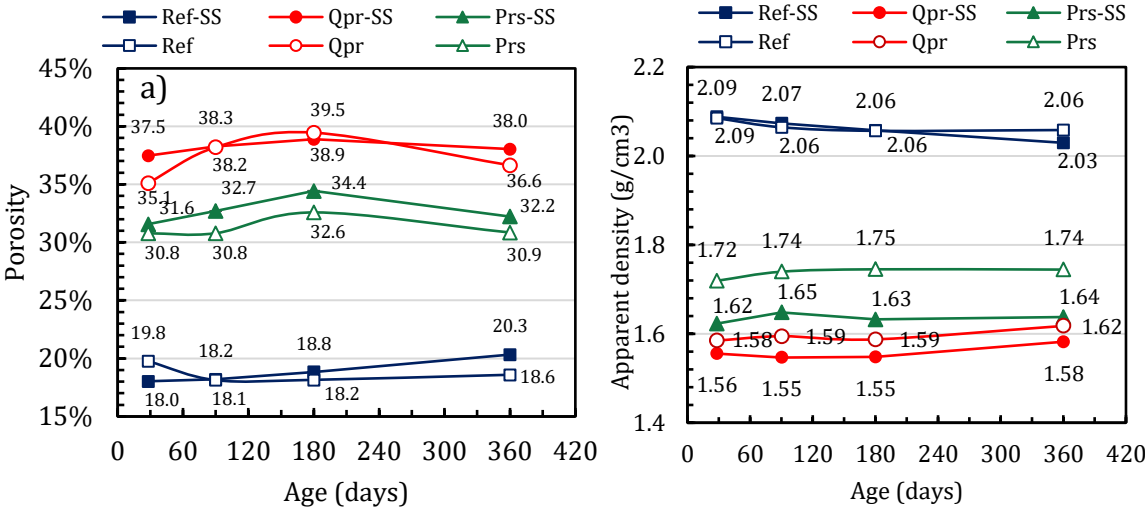 Ref-SS Qpr-SS Prs-SS
Ref Qpr Prs
45%
40%
35%
30%
25%
20%
15%
Porosity
a)
37.5 38.3 39.5 38.0
35.1 38.2 38.9 36.6
31.6 32.7 34.4 32.2
30.8 30.8 32.6 30.9
19.8 18.2 18.8 20.3
18.0 18.1 18.2 18.6
0 60 120 180 240 300 360 420
Age (days)
Ref-SS Qpr-SS Prs-SS
Ref Qpr Prs
2.2
2.0
1.8
1.6
1.4
Apparent density (g/cm3)
2.09 2.07 2.06 2.06
2.09 2.06 2.06 2.03
1.72 1.74 1.75 1.74
1.62 1.65 1.63 1.64
1.58 1.59 1.59 1.62
1.56 1.55 1.55 1.58
0 60 120 180 240 300 360 420
Age (days)